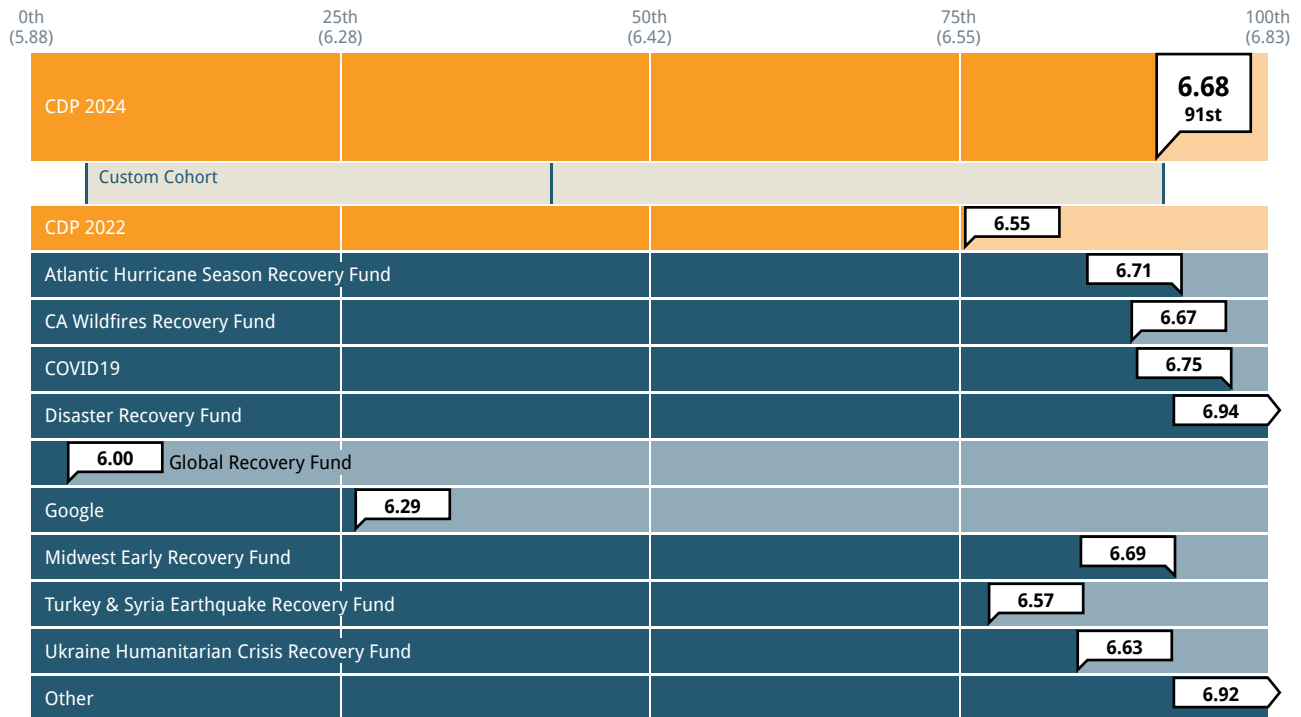 0th 25th 50th 75th 100th
(5.88) (6.28) (6.42) (6.55) (6.83)
CDP 2024 6.68
91st
Custom Cohort
CDP 2022 6.55
Atlantic Hurricane Season Recovery Fund 6.71
CA Wildfires Recovery Fund 6.67
COVID19 6.75
Disaster Recovery Fund 6.94
6.00 Global Recovery Fund
Google 6.29
Midwest Early Recovery Fund 6.69
Turkey & Syria Earthquake Recovery Fund 6.57
Ukraine Humanitarian Crisis Recovery Fund 6.63
Other 6.92